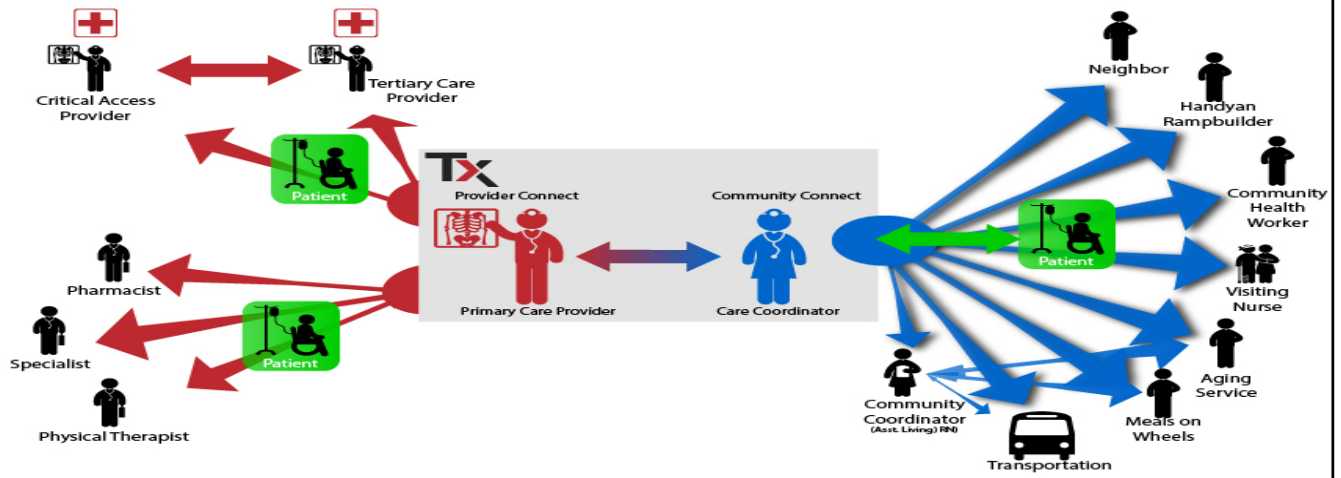 Critical Access
Provider
Tertiary Care
Provider
Patient
Pharmacist
Specialist
Patient
Physical Therapist
Tx
Provider Connect
Community Connect
Primary Care Provider
Care Coordinator
Neighbor
Handyan
Rampbuilder
Community
Health
Worker
Patient
Visiting
Nurse
Aging
Service
Meals on
Wheels
Community
Coordinator
(Asst. Living) RN)
Transportation